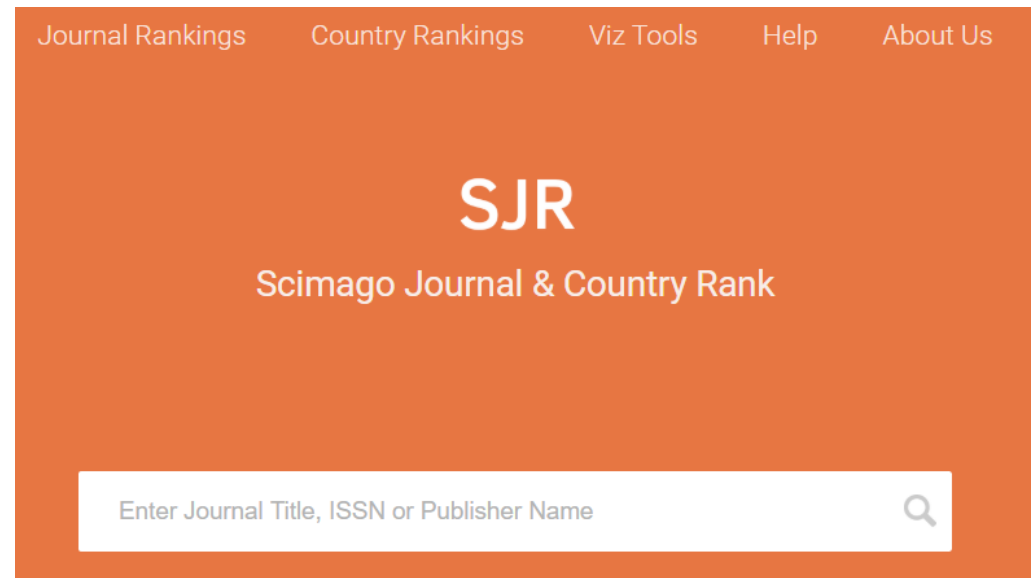 Journal Rankings Country Rankings Viz Tools Help About Us
SJR
Scimago Journal & Country Rank
Enter Journal Title, ISSN or Publisher Name